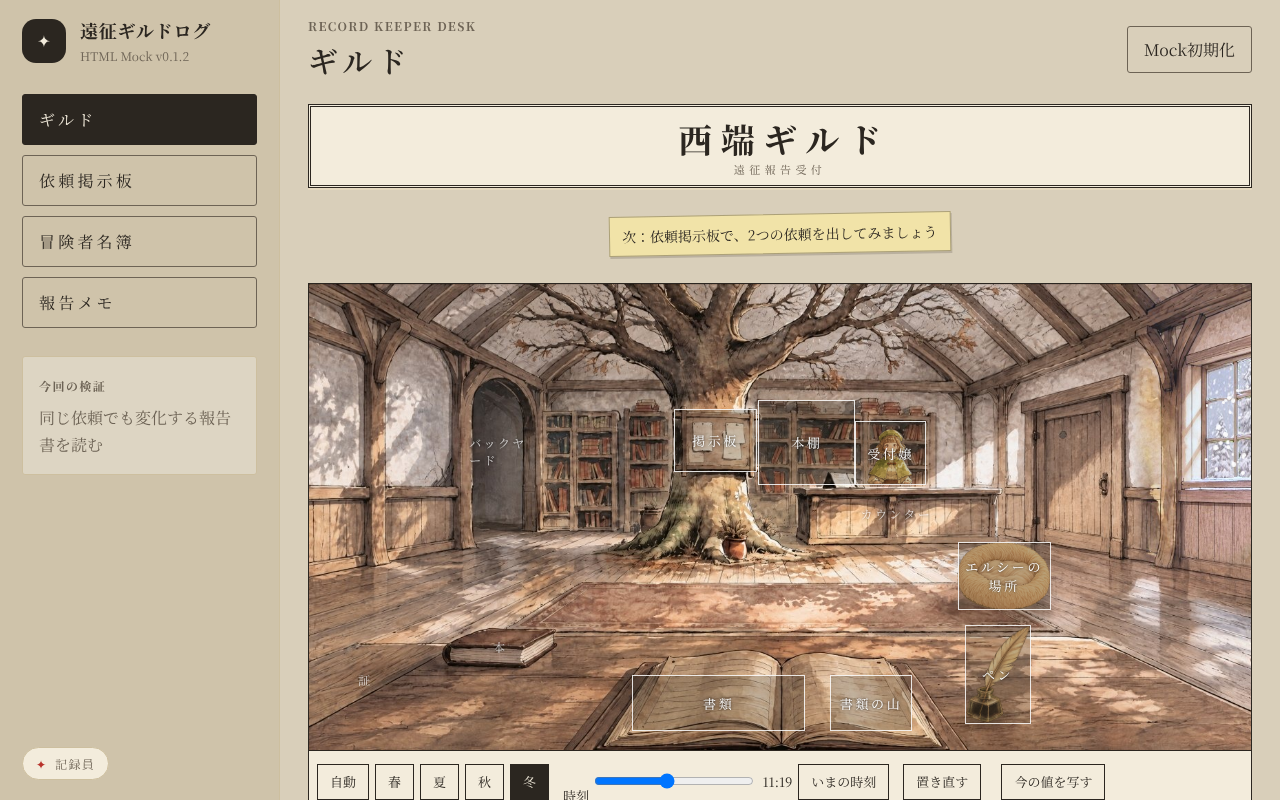 ✦ 遠征ギルドログ
HTML Mock v0.1.2
ギルド
依頼掲示板
冒険者名簿
報告メモ
今回の検証
同じ依頼でも変化する報告
書を読む
✦ 記録員
RECORD KEEPER DESK
ギルド
Mock初期化
西端ギルド
遠征報告受付
次：依頼掲示板で、2つの依頼を出してみましょう
バックヤ
ード
掲示板
本棚
受付嬢
カウンター
エルシーの
場所
本
証
ペン
書類
書類の山
自動 春 夏 秋 冬 時刻 11:19 いまの時刻 置き直す 今の値を写す